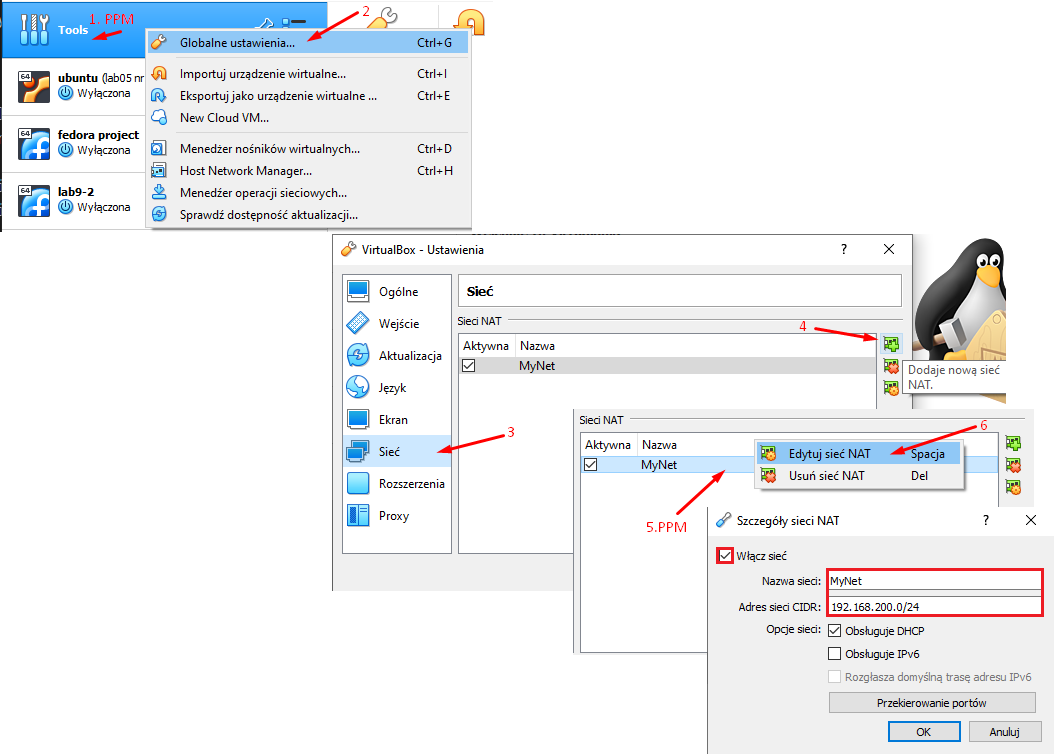 1. PPM
2
Tools
Globalne ustawienia... Ctrl+G
64
ubuntu (lab05 nr
Wyłączona
Importuj urządzenie wirtualne... Ctrl+I
Eksportuj jako urządzenie wirtualne ... Ctrl+E
New Cloud VM...
64
fedora project
Wyłączona
Menedżer nośników wirtualnych... Ctrl+D
Host Network Manager... Ctrl+H
Menedżer operacji sieciowych...
Sprawdź dostępność aktualizacji...
64
lab9-2
Wyłączona
VirtualBox - Ustawienia
?
Ogólne
Wejście
Aktualizacja
Język
Ekran
Sieć
Rozszerzenia
Proxy
3
Sieć
Sieci NAT
4
Aktywna Nazwa
MyNet
Dodaje nową sieć
NAT.
Sieci NAT
6
Aktywna Nazwa
MyNet
Edytuj sieć NAT Spacja
Usuń sieć NAT Del
5.PPM
Szczegóły sieci NAT
?
Włącz sieć
Nazwa sieci: MyNet
Adres sieci CIDR: 192.168.200.0/24
Opcje sieci: Obsługuje DHCP
Obsługuje IPv6
Rozgłasza domyślną trasę adresu IPv6
Przekierowanie portów
OK Anuluj